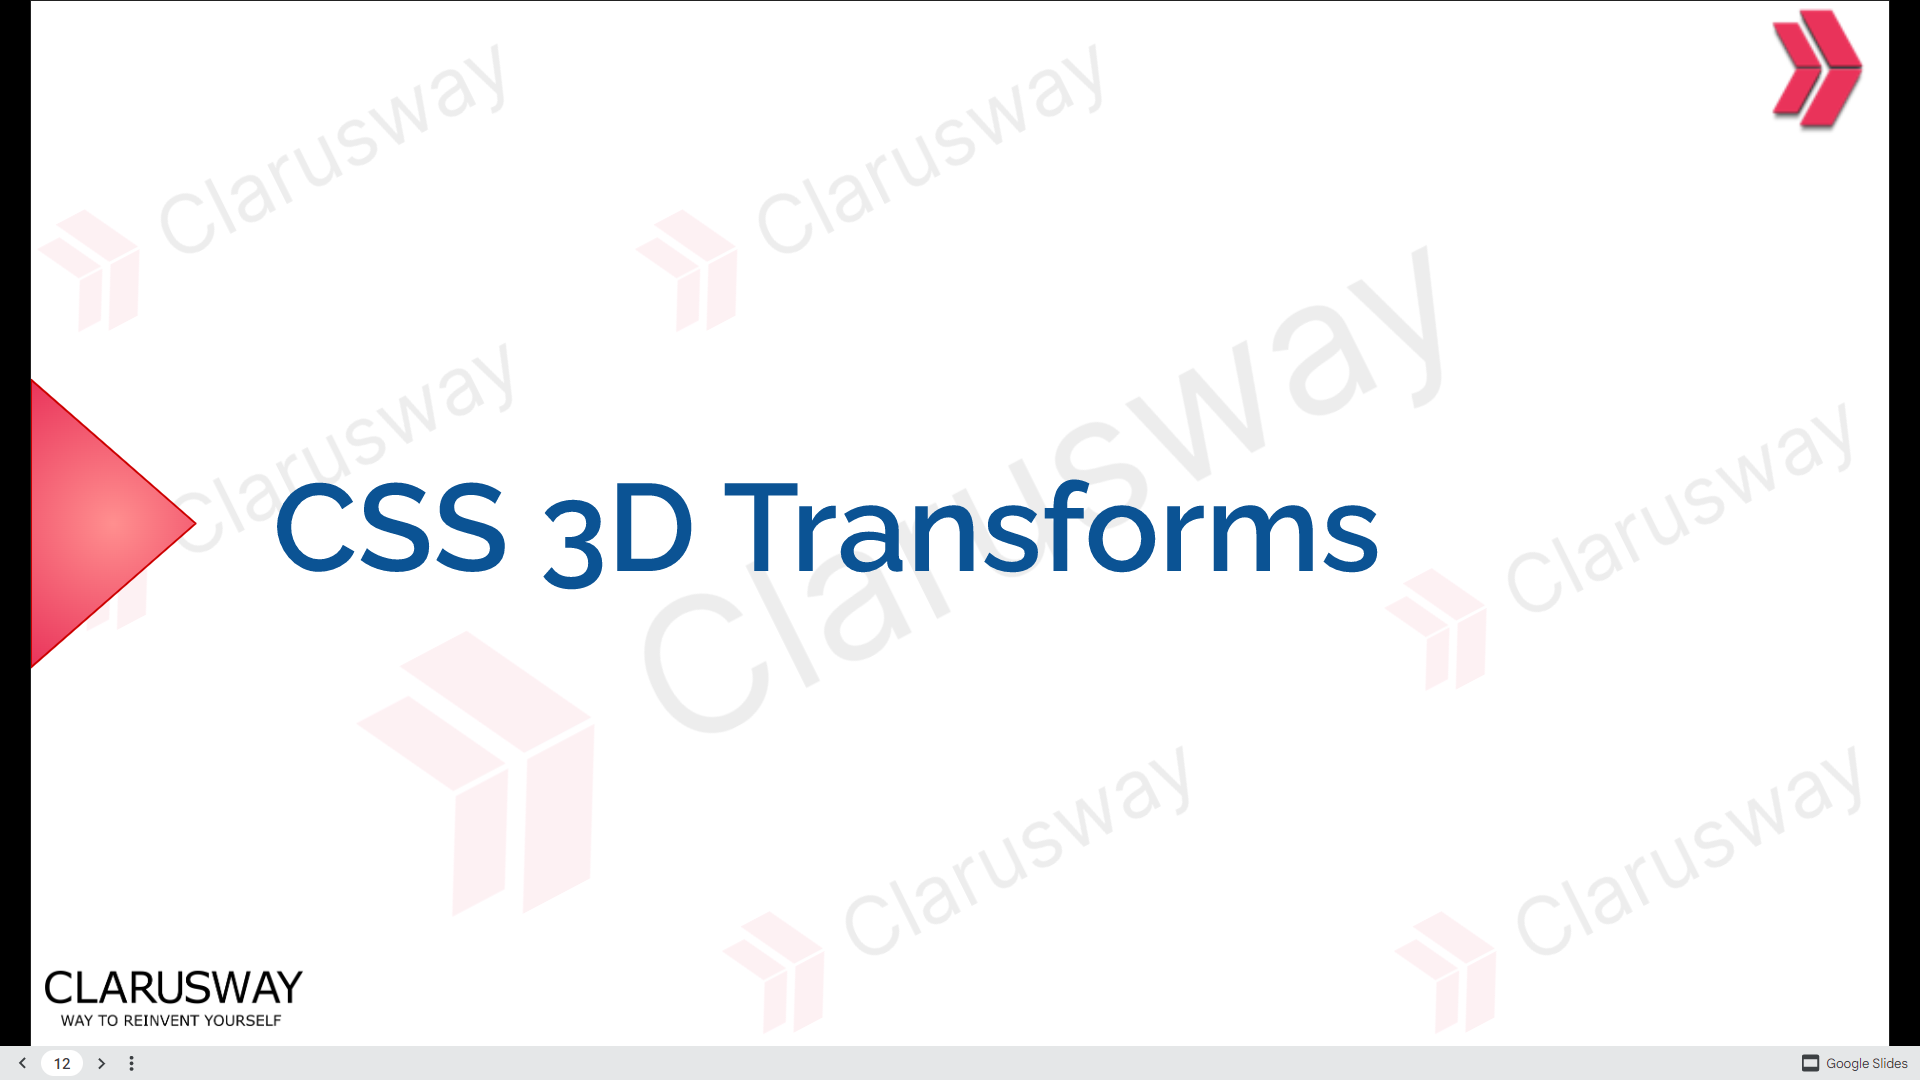 Clarusway
Clarusway
Clarusway
Clarusway
Clarusway
CSS 3D Transforms
Clarusway
Clarusway
CLARUSWAY
WAY TO REINVENT YOURSELF
12
Google Slides